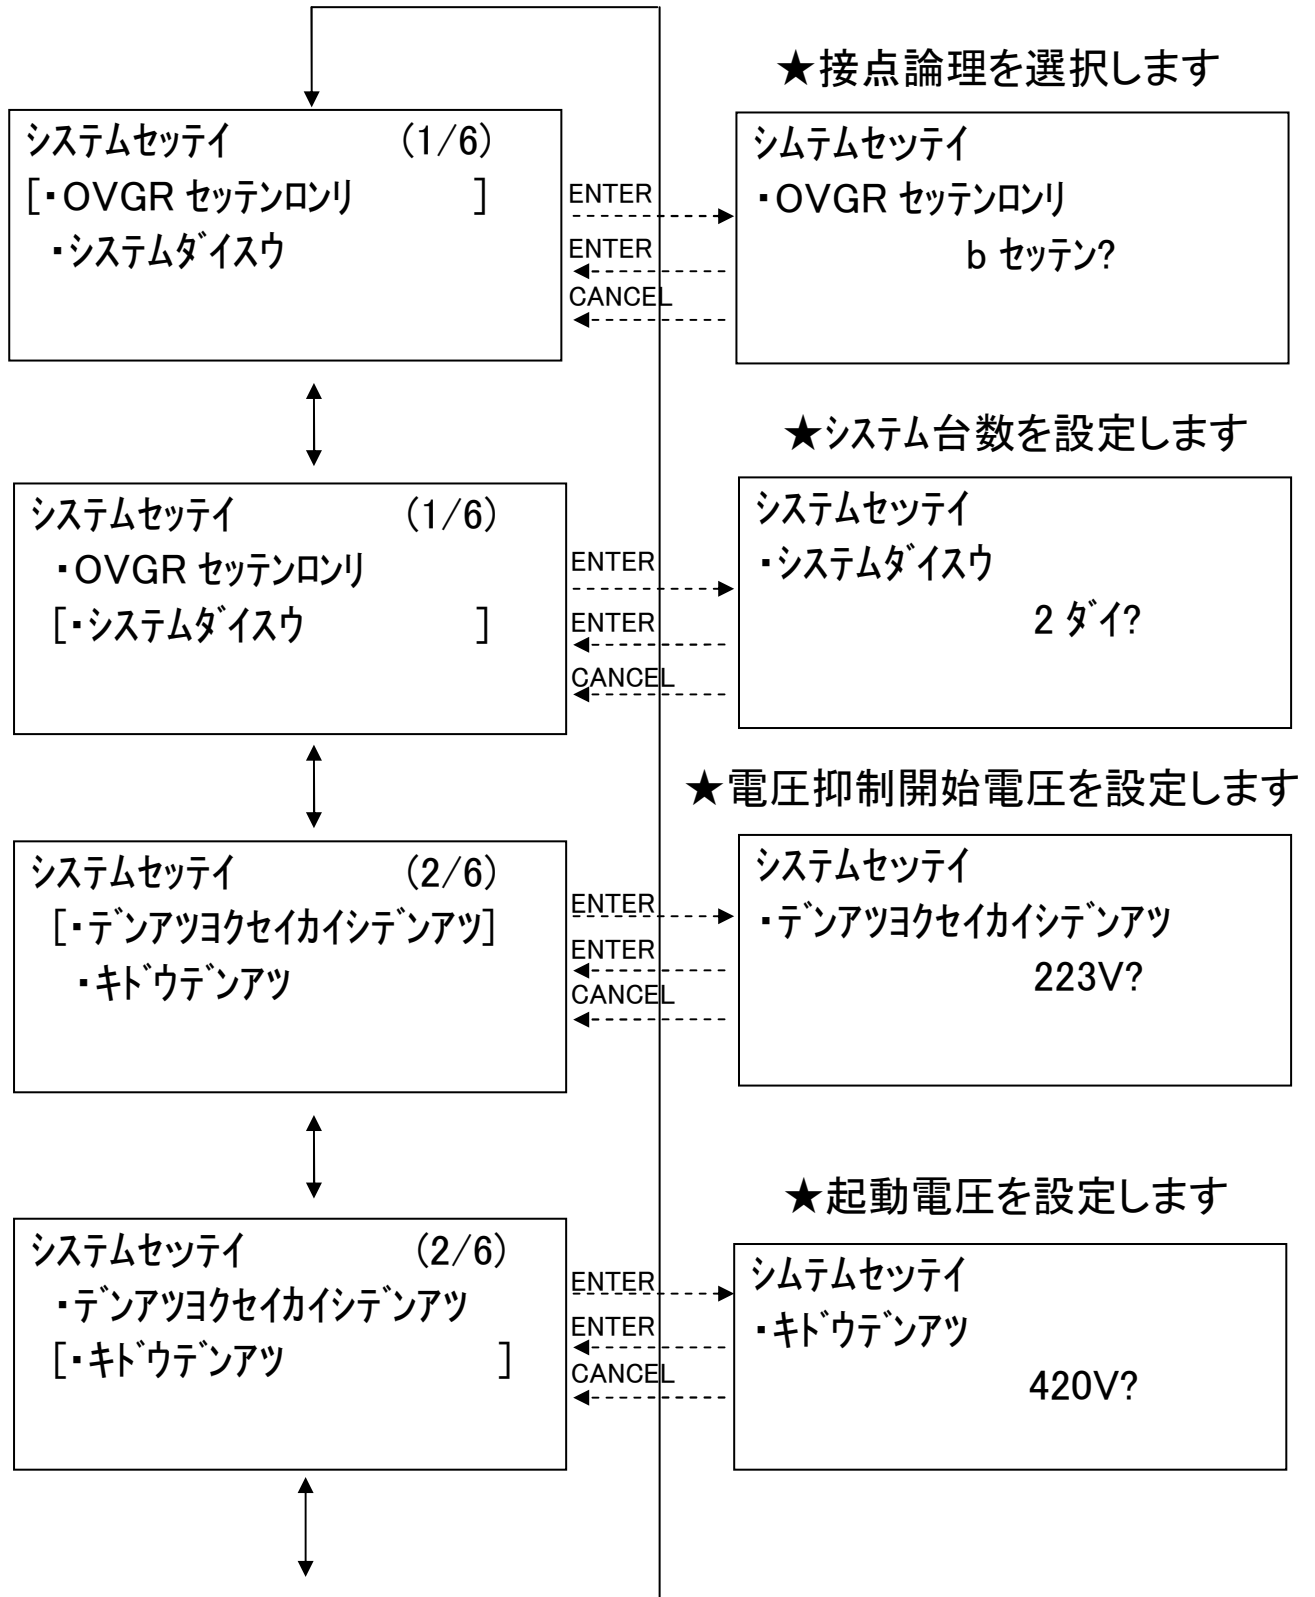 ★接点論理を選択します
システムセッテイ (1/6)
[・OVGR セッテンロンリ ]
・システムダイスウ
ENTER
ENTER
CANCEL
シムテムセツテイ
・OVGR セッテンロンリ
b セッテン?
★システム台数を設定します
システムセッテイ (1/6)
・OVGR セッテンロンリ
[・システムダイスウ ]
ENTER
ENTER
CANCEL
システムセツテイ
・システムダイスウ
2 ダイ?
★電圧抑制開始電圧を設定します
システムセッテイ (2/6)
[・デンアツヨクセイカイシデンアツ]
・キドウデンアツ
ENTER
ENTER
CANCEL
システムセツテイ
・デンアツヨクセイカイシデンアツ
223V?
★起動電圧を設定します
システムセッテイ (2/6)
・デンアツヨクセイカイシデンアツ
[・キドウデンアツ ]
ENTER
ENTER
CANCEL
シムテムセツテイ
・キドウデンアツ
420V?